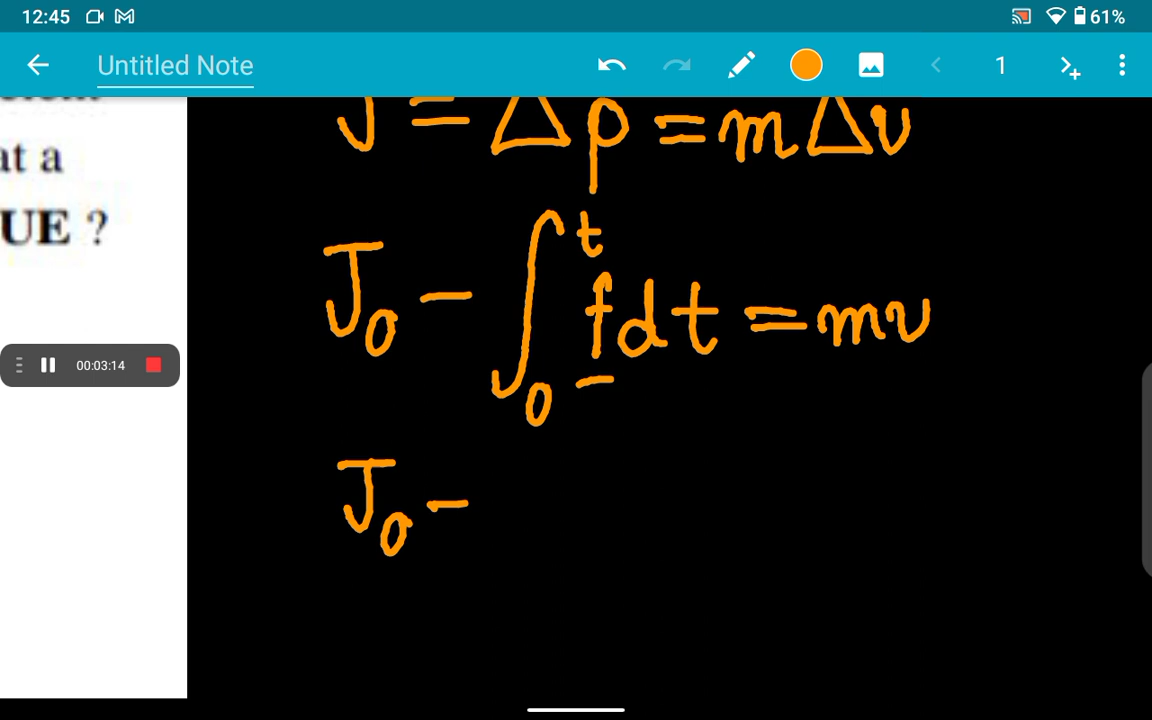 12:45 61%
Untitled Note 1
at a
UE ?
00:03:14
J = Δp = mΔv
J₀ - ∫₀ᵗ f dt = mv
J₀ -